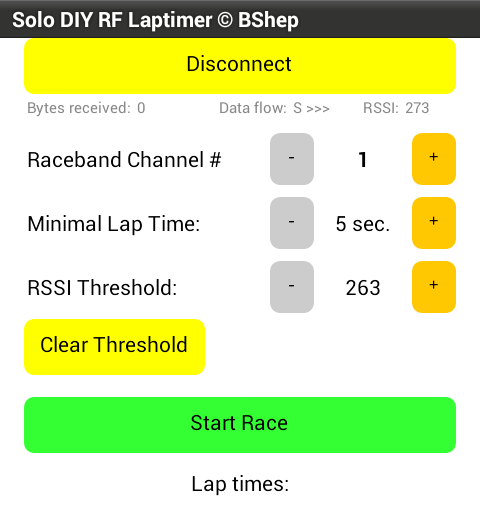 Solo DIY RF Laptimer © BShep
Disconnect
Bytes received: 0 Data flow: S >>> RSSI: 273
Raceband Channel # - 1 +
Minimal Lap Time: - 5 sec. +
RSSI Threshold: - 263 +
Clear Threshold
Start Race
Lap times: